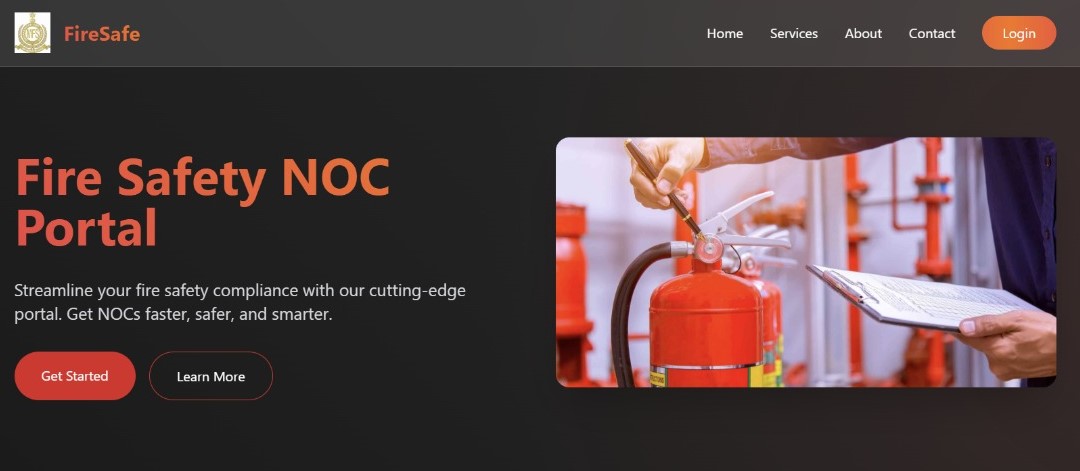 FireSafe
Home
Services
About
Contact
Login
Fire Safety NOC
Portal
Streamline your fire safety compliance with our cutting-edge
portal. Get NOCs faster, safer, and smarter.
Get Started
Learn More